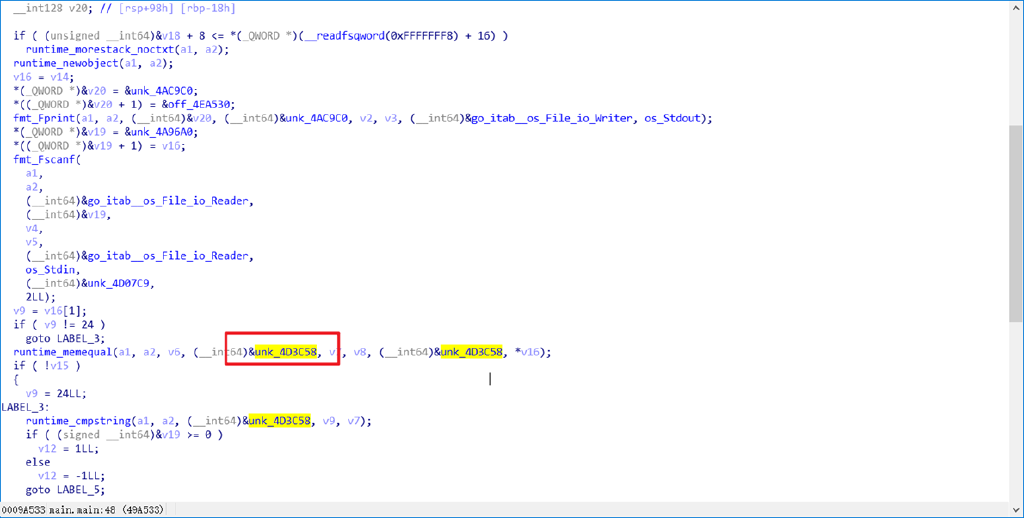 __int128 v20; // [rsp+98h] [rbp-18h]
if ( (unsigned __int64)&v18 + 8 <= *(_QWORD *)(__readfsqword(0xFFFFFFF8) + 16) )
runtime_morestack_noctxt(a1, a2);
runtime_newobject(a1, a2);
v16 = v14;
*(_QWORD *)&v20 = &unk_4AC9C0;
*((_QWORD *)&v20 + 1) = &off_4EA530;
fmt_Fprint(a1, a2, (__int64)&v20, (__int64)&unk_4AC9C0, v2, v3, (__int64)&go_itab__os_File_io_Writer, os_Stdout);
*(_QWORD *)&v19 = &unk_4A96A0;
*((_QWORD *)&v19 + 1) = v16;
fmt_Fscanf(
a1,
a2,
(__int64)&go_itab__os_File_io_Reader,
(__int64)&v19,
v4,
v5,
(__int64)&go_itab__os_File_io_Reader,
os_Stdin,
(__int64)&unk_4D07C9,
2LL);
v9 = v16[1];
if ( v9 != 24 )
goto LABEL_3;
runtime_memequal(a1, a2, v6, (__int64)&unk_4D3C58, v7, v8, (__int64)&unk_4D3C58, *v16);
if ( !v15 )
{
v9 = 24LL;
LABEL_3:
runtime_cmpstring(a1, a2, (__int64)&unk_4D3C58, v9, v7);
if ( (signed __int64)&v19 >= 0 )
v12 = 1LL;
else
v12 = -1LL;
goto LABEL_5;
0009A533 main.main:48 (49A533)